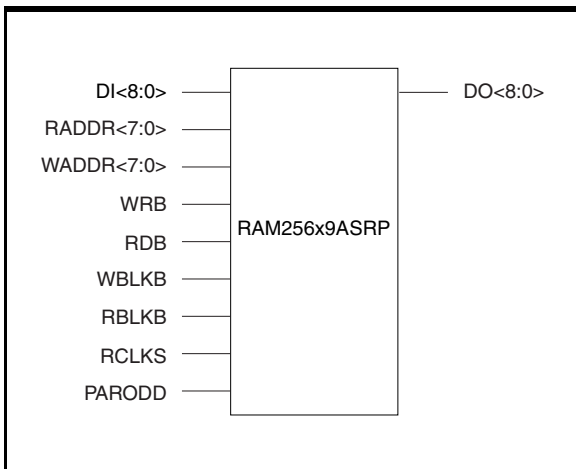 DI<8:0>
DO<8:0>
RADDR<7:0>
WADDR<7:0>
WRB
RAM256x9ASRP
RDB
WBLKB
RBLKB
RCLKS
PARODD